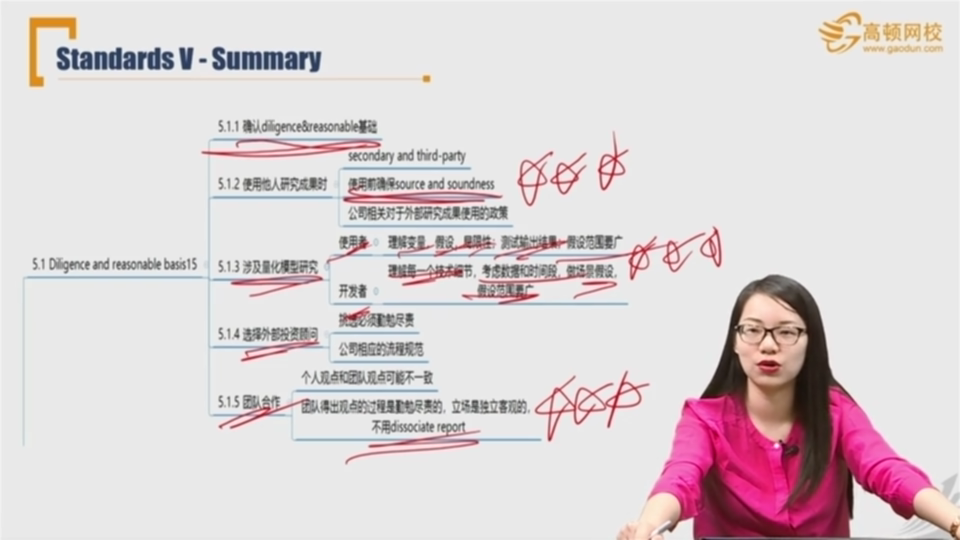 高顿网校
www.gaodun.com
Standards V - Summary
5.1 Diligence and reasonable basis15
5.1.1 确认diligence&reasonable基础
5.1.2 使用他人研究成果时
secondary and third-party
使用前确保source and soundness
公司相关对于外部研究成果使用的政策
5.1.3 涉及量化模型研究
使用者
理解变量，假设，局限性；测试输出结果；假设范围要广
开发者
理解每一个技术细节，考虑数据和时间段，做场景假设，
假设范围要广
5.1.4 选择外部投资顾问
挑选必须勤勉尽责
公司相应的流程规范
5.1.5 团队合作
个人观点和团队观点可能不一致
团队得出观点的过程是勤勉尽责的，立场是独立客观的，
不用dissociate report